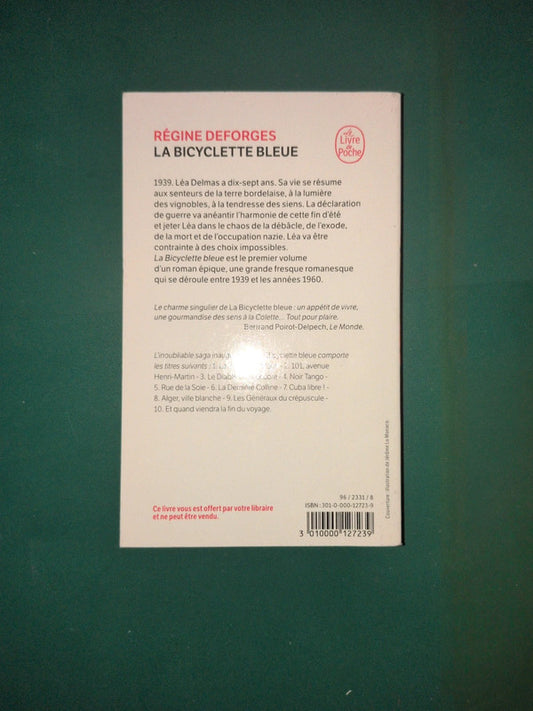 RÉGINE DEFORGES
LA BICYCLETTE BLEUE
Le
Livre
de
Poche
1939. Léa Delmas a dix-sept ans. Sa vie se résume
aux senteurs de la terre bordelaise, à la lumière
des vignobles, à la tendresse des siens. La déclaration
de guerre va anéantir l'harmonie de cette fin d'été
et jeter Léa dans le chaos de la débâcle, de l'exode,
de la mort et de l'occupation nazie. Léa va être
contrainte à des choix impossibles.
La Bicyclette bleue est le premier volume
d'un roman épique, une grande fresque romanesque
qui se déroule entre 1939 et les années 1960.
Le charme singulier de La Bicyclette bleue : un appétit de vivre,
une gourmandise des sens à la Colette... Tout pour plaire.
Bertrand Poirot-Delpech, Le Monde.
L'inoubliable saga bicyclette bleue comporte
les titres suivants : 1. 101, avenue
Henri-Martin - 3. Le Diable - 4. Noir Tango -
5. Rue de la Soie - 6. La Dernière Colline - 7. Cuba libre ! -
8. Alger, ville blanche - 9. Les Généraux du crépuscule -
10. Et quand viendra la fin du voyage.
Couverture : illustration de Jérôme
96 / 2331 / 8
ISBN : 301-0-000-12723-9
Ce livre vous est offert par votre libraire
et ne peut être vendu.
3 010000 127239